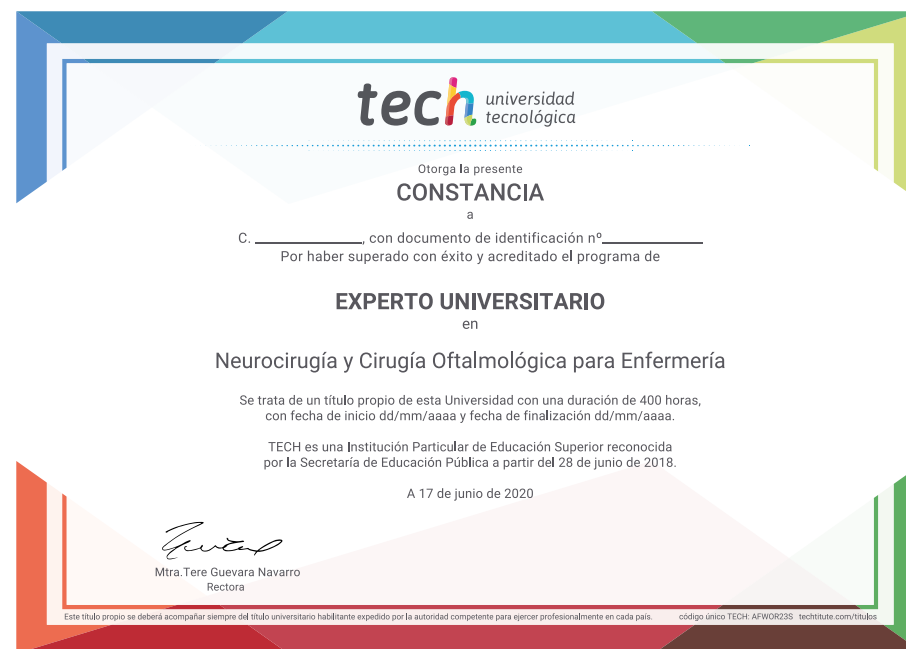 tech universidad
tecnológica
Otorga la presente
CONSTANCIA
a
C. ____________, con documento de identificación nº____________
Por haber superado con éxito y acreditado el programa de
EXPERTO UNIVERSITARIO
en
Neurocirugía y Cirugía Oftalmológica para Enfermería
Se trata de un título propio de esta Universidad con una duración de 400 horas,
con fecha de inicio dd/mm/aaaa y fecha de finalización dd/mm/aaaa.
TECH es una Institución Particular de Educación Superior reconocida
por la Secretaría de Educación Pública a partir del 28 de junio de 2018.
A 17 de junio de 2020
Mtra.Tere Guevara Navarro
Rectora
Este título propio se deberá acompañar siempre del título universitario habilitante expedido por la autoridad competente para ejercer profesionalmente en cada país. código único TECH: AFWOR23S techtitute.com/titulos